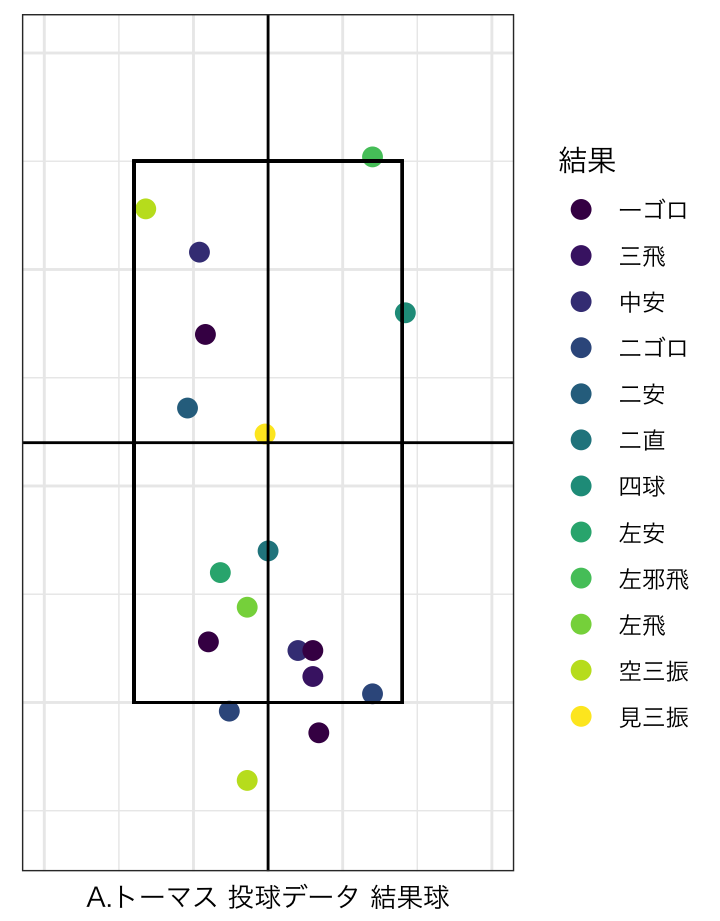 結果
一ゴロ
三飛
中安
二ゴロ
二安
二直
四球
左安
左邪飛
左飛
空三振
見三振
A.トーマス 投球データ 結果球